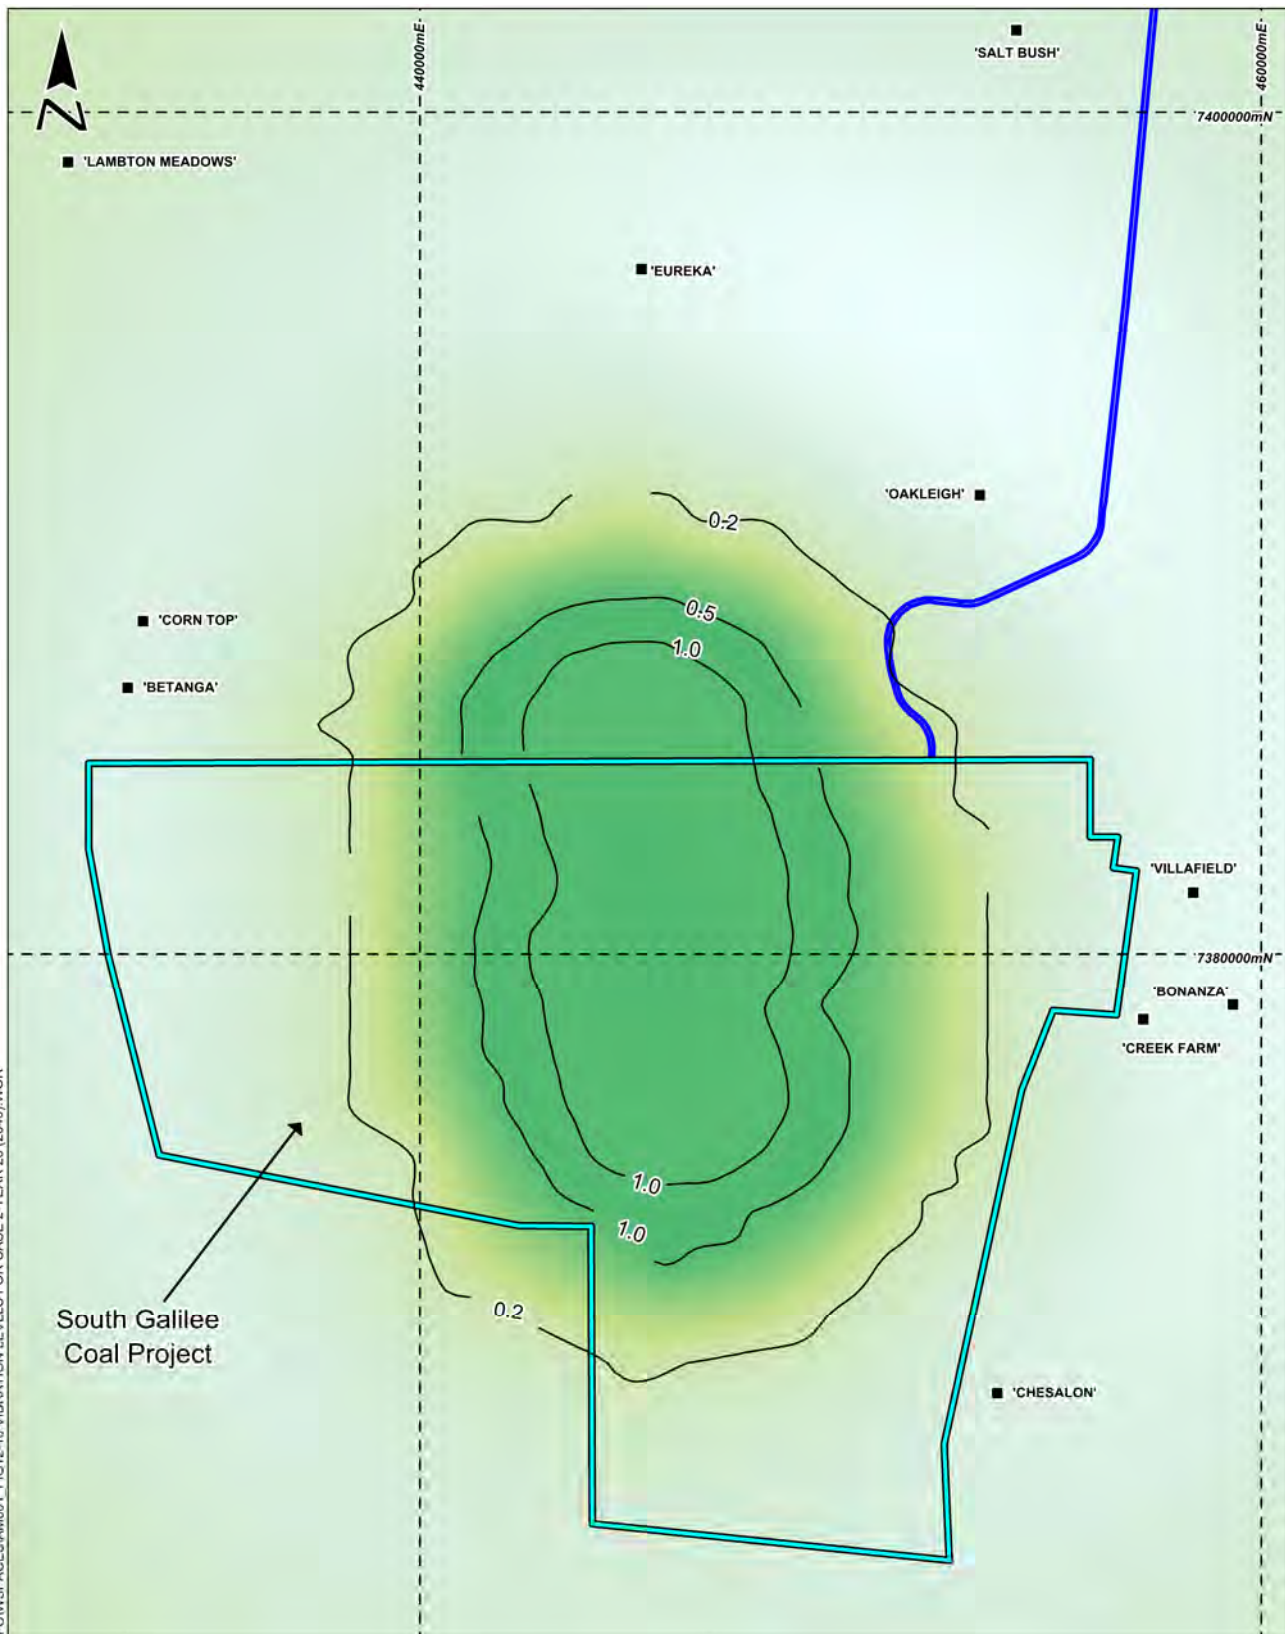 440000mE
460000mE
'SALT BUSH'
7400000mN
N
'LAMBTON MEADOWS'
'EUREKA'
'OAKLEIGH'
0.2
0.5
'CORN TOP'
1.0
'BETANGA'
'VILLAFIELD'
7380000mN
'BONANZA'
'CREEK FARM'
1.0
1.0
0.2
South Galilee
Coal Project
'CHESALON'